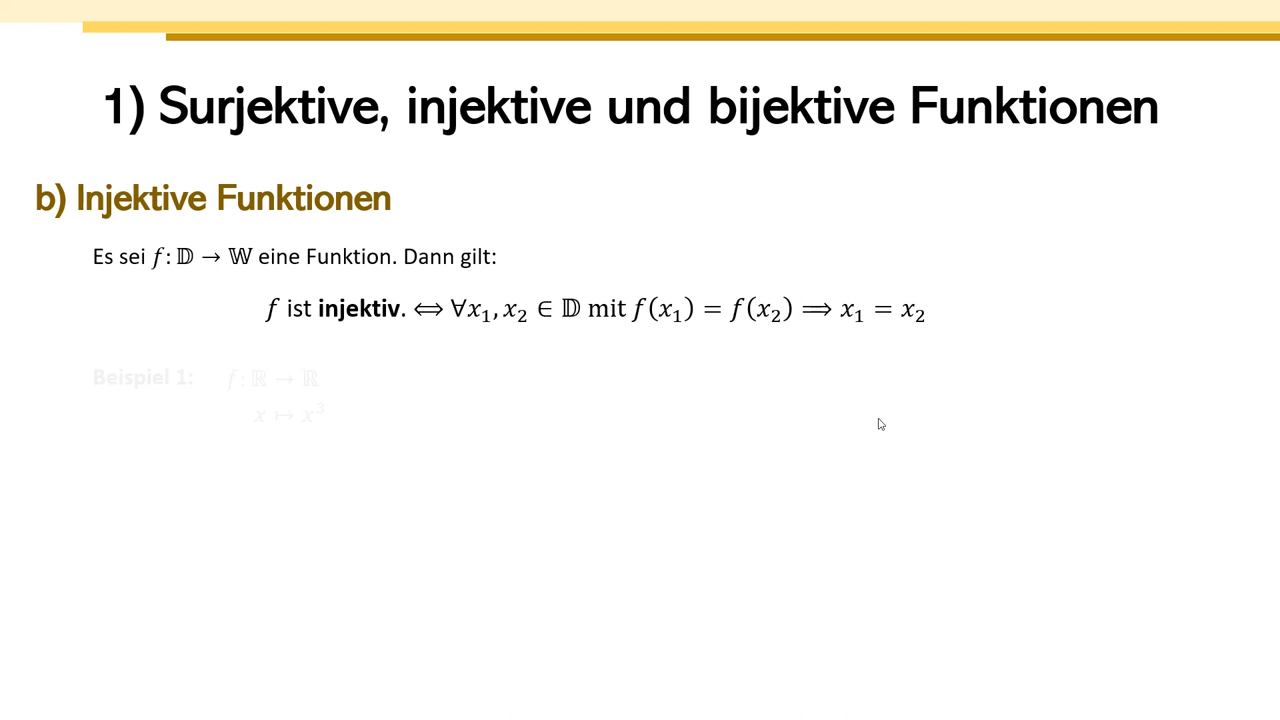 1) Surjektive, injektive und bijektive Funktionen
b) Injektive Funktionen
Es sei 𝑓: 𝔻 → 𝕎 eine Funktion. Dann gilt:
𝑓 ist injektiv. ⟺ ∀𝑥₁, 𝑥₂ ∈ 𝔻 mit 𝑓(𝑥₁) = 𝑓(𝑥₂) ⟹ 𝑥₁ = 𝑥₂
Beispiel 1: 𝑓: ℝ → ℝ
𝑥 ↦ 𝑥³